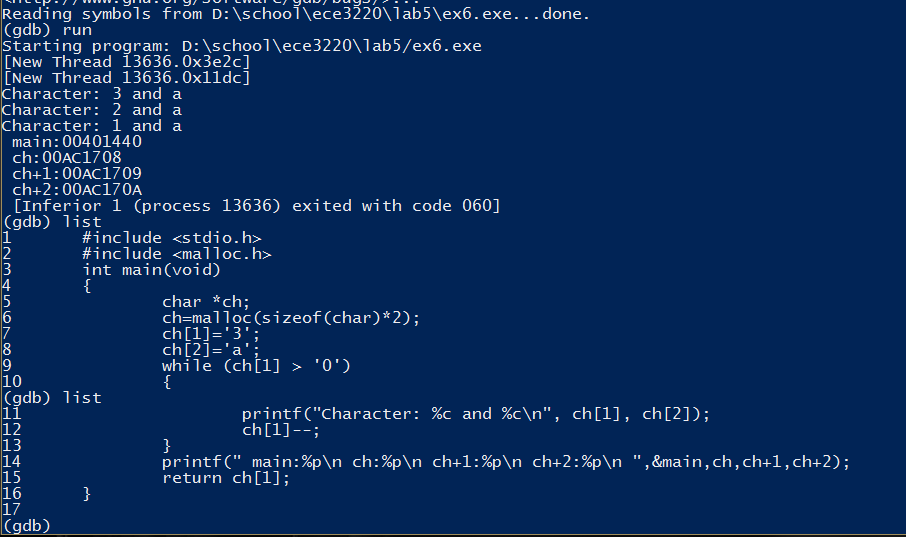 <http://www.gnu.org/software/gdb/bugs/>...
Reading symbols from D:\school\ece3220\lab5\ex6.exe...done.
(gdb) run
Starting program: D:\school\ece3220\lab5/ex6.exe
[New Thread 13636.0x3e2c]
[New Thread 13636.0x11dc]
Character: 3 and a
Character: 2 and a
Character: 1 and a
 main:00401440
 ch:00AC1708
 ch+1:00AC1709
 ch+2:00AC170A
 [Inferior 1 (process 13636) exited with code 060]
(gdb) list
1       #include <stdio.h>
2       #include <malloc.h>
3       int main(void)
4       {
5               char *ch;
6               ch=malloc(sizeof(char)*2);
7               ch[1]='3';
8               ch[2]='a';
9               while (ch[1] > '0')
10              {
(gdb) list
11                      printf("Character: %c and %c\n", ch[1], ch[2]);
12                      ch[1]--;
13              }
14              printf(" main:%p\n ch:%p\n ch+1:%p\n ch+2:%p\n ",&main,ch,ch+1,ch+2);
15              return ch[1];
16      }
17
(gdb)